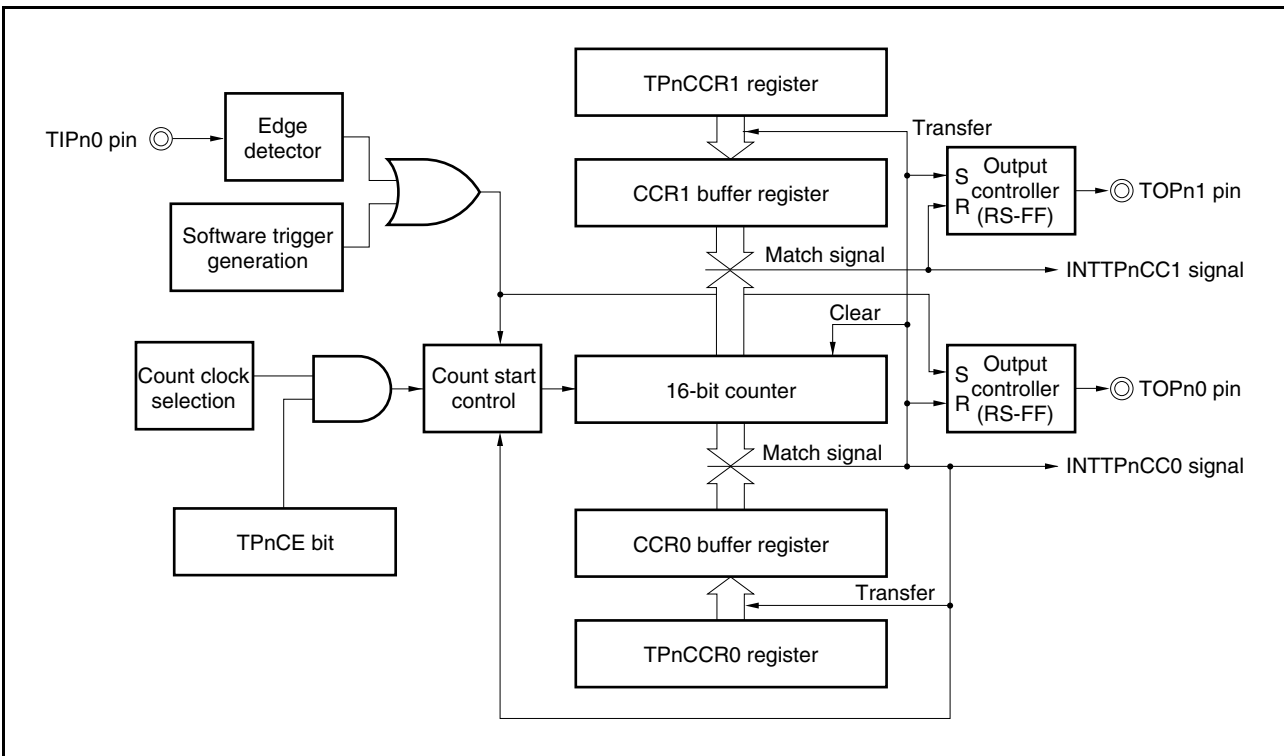 TPnCCR1 register
TIPn0 pin
Edge
detector
Transfer
CCR1 buffer register
S
R
Output
controller
(RS-FF)
TOPn1 pin
Software trigger
generation
Match signal
INTTPnCC1 signal
Clear
Count clock
selection
Count start
control
16-bit counter
S
R
Output
controller
(RS-FF)
TOPn0 pin
Match signal
INTTPnCC0 signal
TPnCE bit
CCR0 buffer register
Transfer
TPnCCR0 register